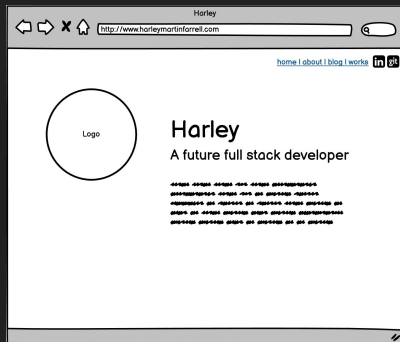 Harley
http://www.harleymartinfarrell.com
home | about | blog | works in git
Logo
Harley
A future full stack developer